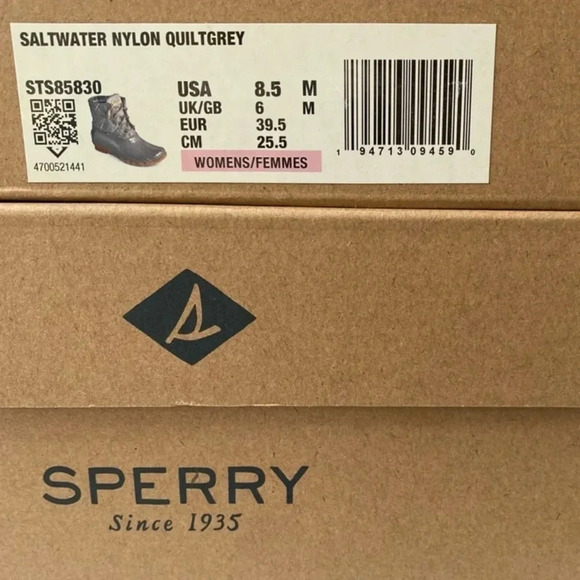 SALTWATER NYLON QUILTGREY
STS85830
USA 8.5 M
UK/GB 6 M
EUR 39.5
CM 25.5
WOMENS/FEMMES
4700521441
1 94713 09459 0
SPERRY
Since 1935